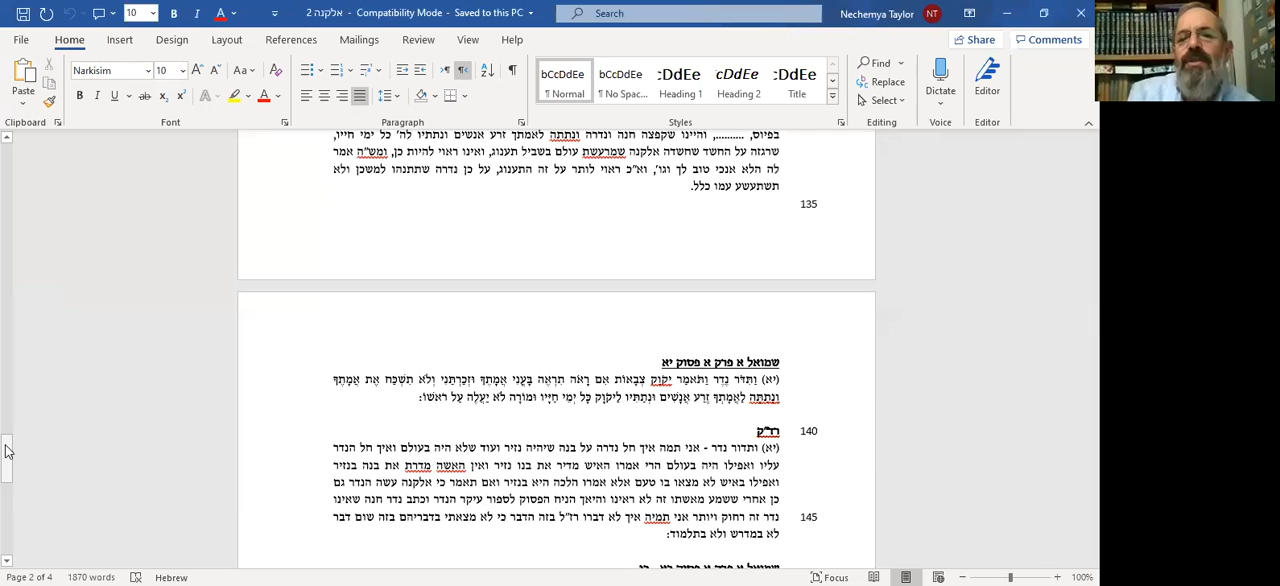 אלקנה 2 - Compatibility Mode - Saved to this PC
Search
Nechemya Taylor NT
File Home Insert Design Layout References Mailings Review View Help
Share Comments
Paste
Markisim 10
Clipboard Font Paragraph Styles Editing Voice Editor
bCcDdEe bCcDdEe :DdEe cDdEe :DdEe
¶ Normal ¶ No Spac... Heading 1 Heading 2 Title
Find
Replace
Select
Dictate
Editor
בפיוס, ........., והיינו שקפצה חנה ונדרה ונתתה לאמתך זרע אנשים ונתתיו לה' כל ימי חייו,
שרגזה על החשד שחשדה אלקנה שמרעשת עולם בשביל תענוג, ואינו ראוי להיות כן, ומש"ה אמר
לה הלא אנכי טוב לך וגו', וא"כ ראוי לותר על זה התענוג, על כן נדרה שתתנהו למשכן ולא
תשתעשע עמו כלל.
135
שמואל א פרק א פסוק יא
(יא) וַתִּדֹּר נֶדֶר וַתֹּאמַר יְקֹוָק צְבָאוֹת אִם רָאֹה תִרְאֶה בָּעֳנִי אֲמָתֶךָ וּזְכַרְתַּנִי וְלֹא תִשְׁכַּח אֶת אֲמָתֶךָ
וְנָתַתָּה לַאֲמָתְךָ זֶרַע אֲנָשִׁים וּנְתַתִּיו לַיקֹוָק כָּל יְמֵי חַיָּיו וּמוֹרָה לֹא יַעֲלֶה עַל רֹאשׁוֹ:
רד"ק
140
(יא) ותדור נדר - אני תמה איך חל נדרה על בנה שיהיה נזיר ועוד שלא היה בעולם ואיך חל הנדר
עליו ואפילו היה בעולם הרי אמרו האיש מדיר את בנו נזיר ואין האשה מדרת את בנה בנזיר
ואפילו באיש לא מצאו בו טעם אלא אמרו הלכה היא בנזיר ואם תאמר כי אלקנה עשה הנדר גם
כן אחרי ששמע מאשתו זה לא ראינו והיאך הניח הפסוק לספור עיקר הנדר וכתב נדר חנה שאינו
נדר זה רחוק ויותר אני תמיה איך לא דברו רז"ל בזה הדבר כי לא מצאתי בדבריהם בזה שום דבר
145
לא במדרש ולא בתלמוד:
Page 2 of 4 1870 words Hebrew
Focus
100%